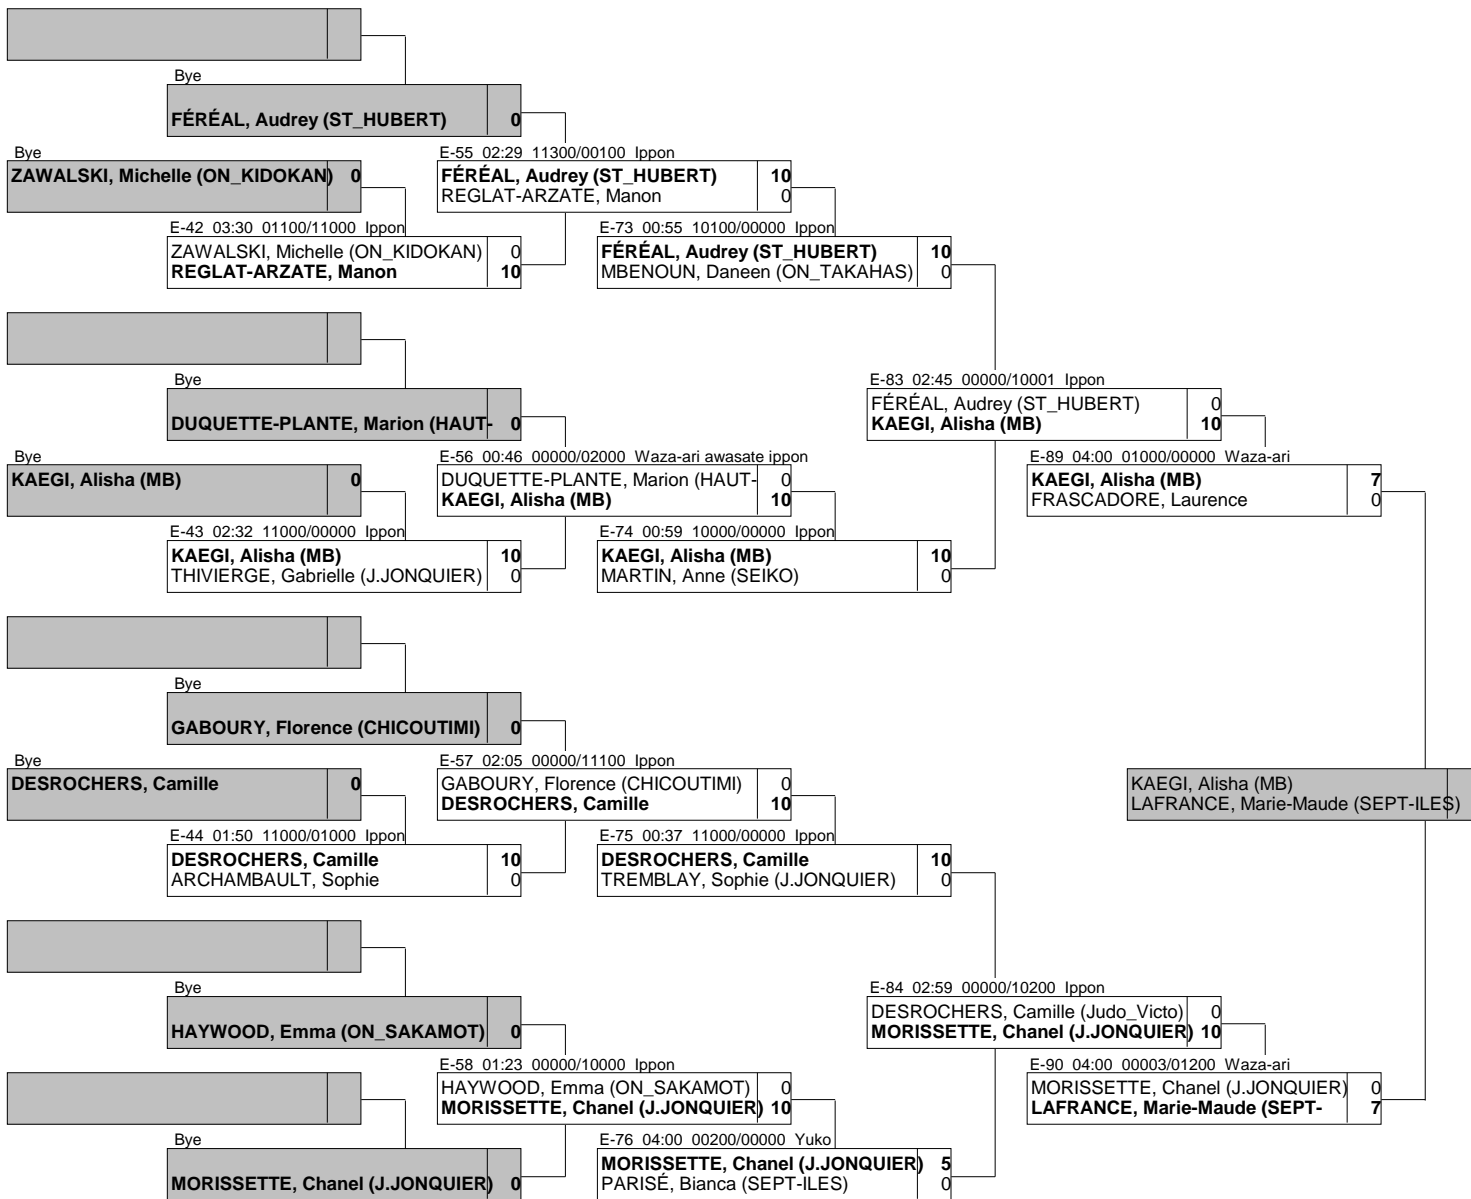 Bye
FÉRÉAL, Audrey (ST_HUBERT) 0
Bye
ZAWALSKI, Michelle (ON_KIDOKAN) 0
E-55 02:29 11300/00100 Ippon
FÉRÉAL, Audrey (ST_HUBERT) 10
REGLAT-ARZATE, Manon 0
E-42 03:30 01100/11000 Ippon
ZAWALSKI, Michelle (ON_KIDOKAN) 0
REGLAT-ARZATE, Manon 10
E-73 00:55 10100/00000 Ippon
FÉRÉAL, Audrey (ST_HUBERT) 10
MBENOUN, Daneen (ON_TAKAHAS) 0
Bye
DUQUETTE-PLANTE, Marion (HAUT- 0
E-83 02:45 00000/10001 Ippon
FÉRÉAL, Audrey (ST_HUBERT) 0
KAEGI, Alisha (MB) 10
Bye
KAEGI, Alisha (MB) 0
E-56 00:46 00000/02000 Waza-ari awasate ippon
DUQUETTE-PLANTE, Marion (HAUT- 0
KAEGI, Alisha (MB) 10
E-89 04:00 01000/00000 Waza-ari
KAEGI, Alisha (MB) 7
FRASCADORE, Laurence 0
E-43 02:32 11000/00000 Ippon
KAEGI, Alisha (MB) 10
THIVIERGE, Gabrielle (J.JONQUIER) 0
E-74 00:59 10000/00000 Ippon
KAEGI, Alisha (MB) 10
MARTIN, Anne (SEIKO) 0
Bye
GABOURY, Florence (CHICOUTIMI) 0
Bye
DESROCHERS, Camille 0
E-57 02:05 00000/11100 Ippon
GABOURY, Florence (CHICOUTIMI) 0
DESROCHERS, Camille 10
KAEGI, Alisha (MB)
LAFRANCE, Marie-Maude (SEPT-ILES)
E-44 01:50 11000/01000 Ippon
DESROCHERS, Camille 10
ARCHAMBAULT, Sophie 0
E-75 00:37 11000/00000 Ippon
DESROCHERS, Camille 10
TREMBLAY, Sophie (J.JONQUIER) 0
Bye
HAYWOOD, Emma (ON_SAKAMOT) 0
E-84 02:59 00000/10200 Ippon
DESROCHERS, Camille (Judo_Victo) 0
MORISSETTE, Chanel (J.JONQUIER) 10
E-58 01:23 00000/10000 Ippon
HAYWOOD, Emma (ON_SAKAMOT) 0
MORISSETTE, Chanel (J.JONQUIER) 10
E-90 04:00 00003/01200 Waza-ari
MORISSETTE, Chanel (J.JONQUIER) 0
LAFRANCE, Marie-Maude (SEPT- 7
Bye
MORISSETTE, Chanel (J.JONQUIER) 0
E-76 04:00 00200/00000 Yuko
MORISSETTE, Chanel (J.JONQUIER) 5
PARISÉ, Bianca (SEPT-ILES) 0